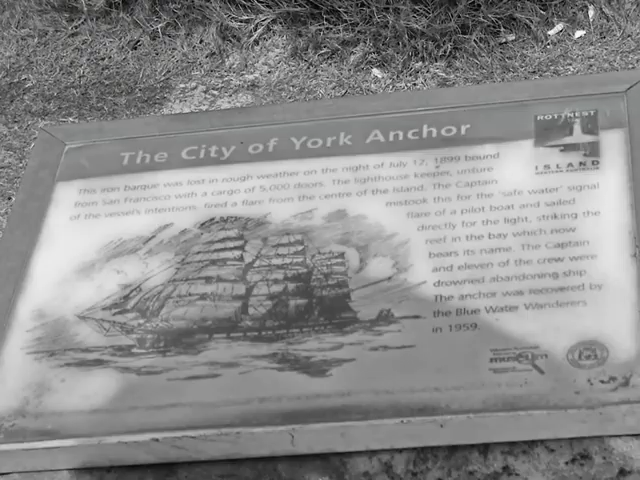 The City of York Anchor
ROTTNEST
ISLAND
WESTERN AUSTRALIA
This iron barque was lost in rough weather on the night of July 12, 1899 bound
from San Francisco with a cargo of 5,000 doors. The lighthouse keeper, unsure
of the vessel's intentions, fired a flare from the centre of the Island. The Captain
mistook this for the 'safe water' signal
flare of a pilot boat and sailed
directly for the light, striking the
reef in the bay which now
bears its name. The Captain
and eleven of the crew were
drowned abandoning ship.
The anchor was recovered by
the Blue Water Wanderers
in 1959.
museum